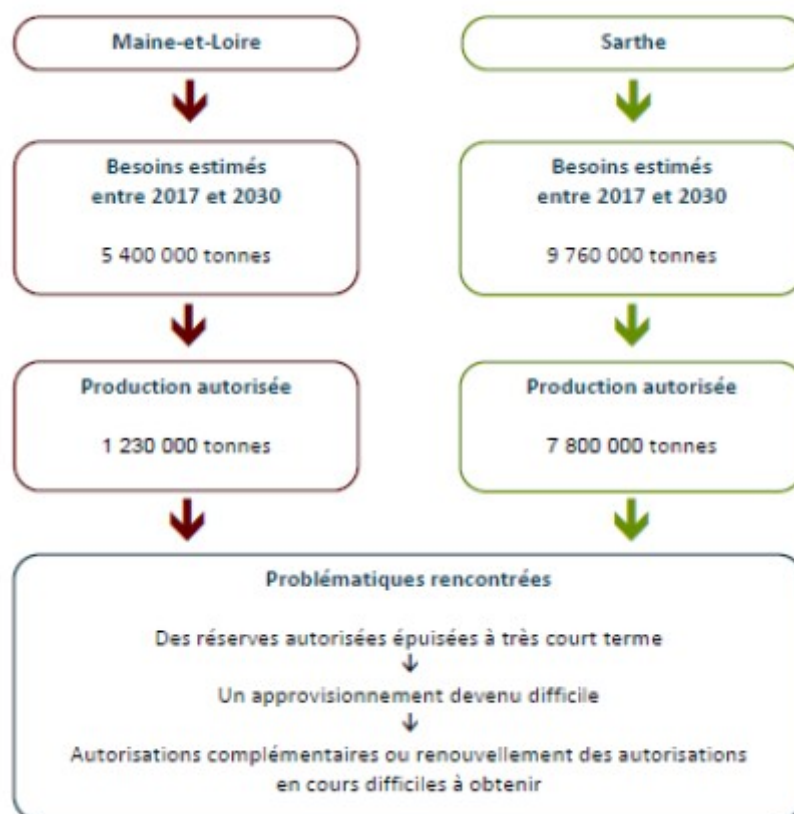 Maine-et-Loire
Sarthe
Besoins estimés
entre 2017 et 2030
5 400 000 tonnes
Besoins estimés
entre 2017 et 2030
9 760 000 tonnes
Production autorisée
1 230 000 tonnes
Production autorisée
7 800 000 tonnes
Problématiques rencontrées
Des réserves autorisées épuisées à très court terme
Un approvisionnement devenu difficile
Autorisations complémentaires ou renouvellement des autorisations
en cours difficiles à obtenir